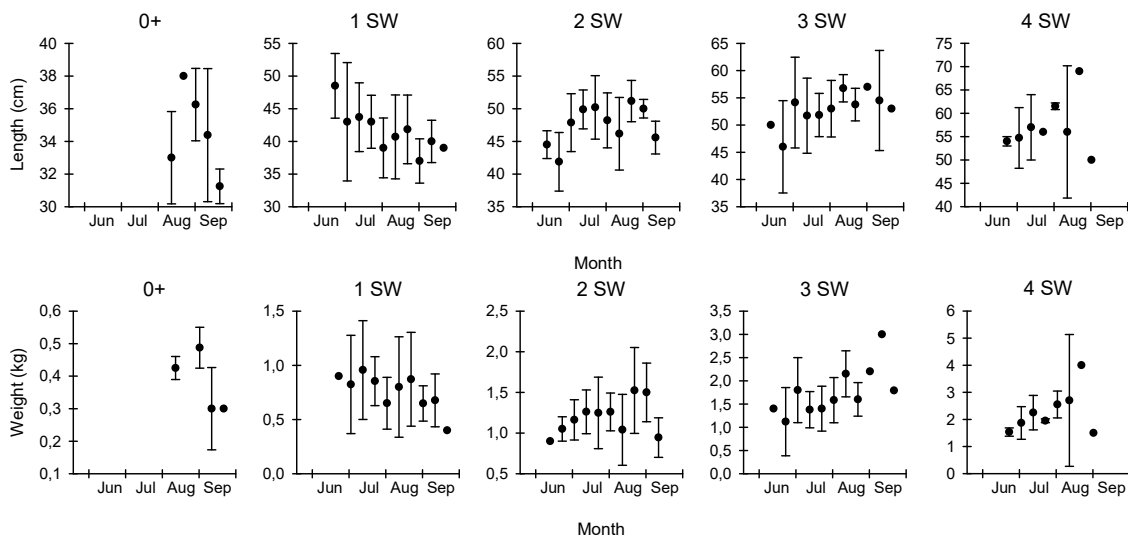 0+ 1 SW 2 SW 3 SW 4 SW
Length (cm)
40 38 36 34 32 30
Jun Jul Aug Sep
55 50 45 40 35 30
Jun Jul Aug Sep
60 55 50 45 40 35
Jun Jul Aug Sep
65 60 55 50 45 40 35
Jun Jul Aug Sep
75 70 65 60 55 50 45 40
Jun Jul Aug Sep
Month
0+ 1 SW 2 SW 3 SW 4 SW
Weight (kg)
0,6 0,5 0,4 0,3 0,2 0,1
Jun Jul Aug Sep
1,5 1,0 0,5 0,0
Jun Jul Aug Sep
2,5 2,0 1,5 1,0 0,5
Jun Jul Aug Sep
3,5 3,0 2,5 2,0 1,5 1,0 0,5 0,0
Jun Jul Aug Sep
6 5 4 3 2 1 0
Jun Jul Aug Sep
Month